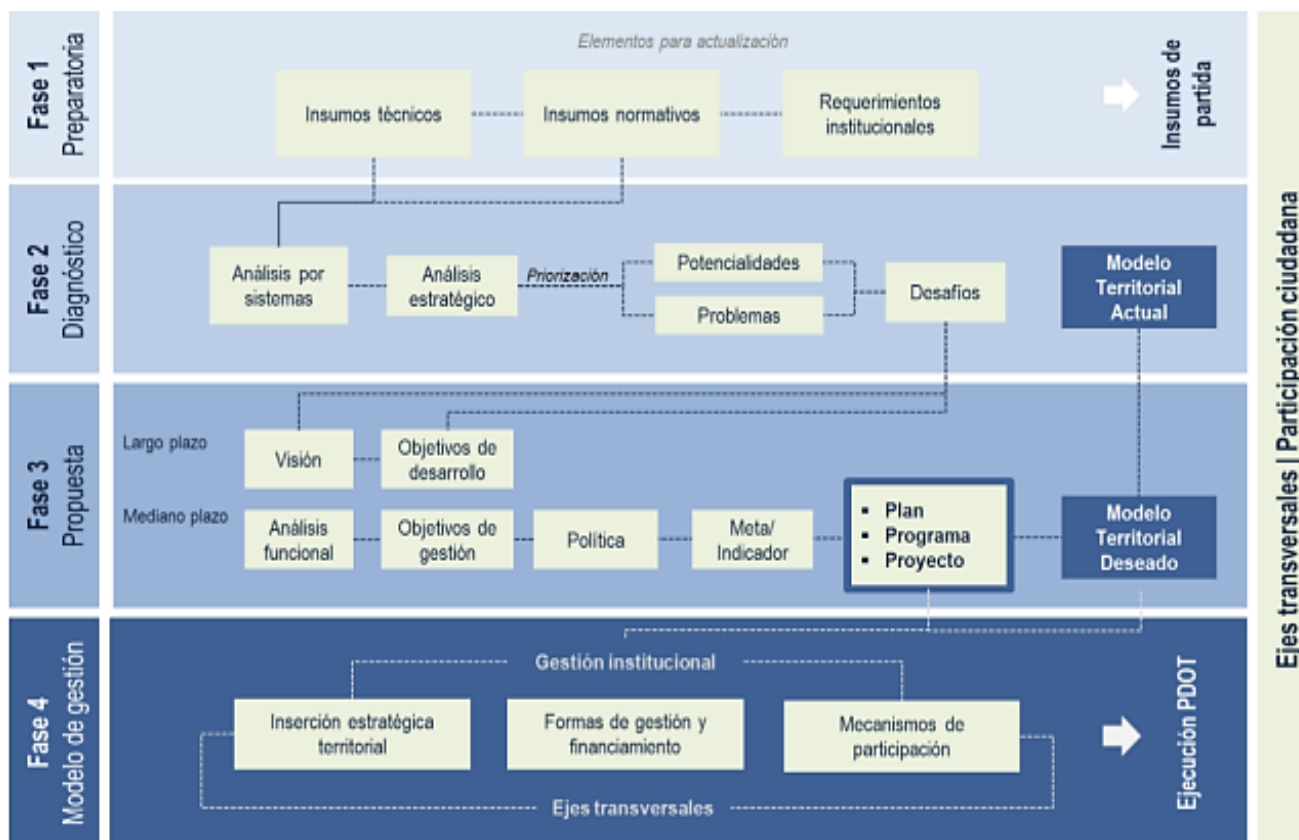 Fase 1
Preparatoria
Elementos para actualización
Insumos técnicos
Insumos normativos
Requerimientos
institucionales
Insumos de
partida
Fase 2
Diagnóstico
Análisis por
sistemas
Análisis
estratégico
Priorización
Potencialidades
Problemas
Desafíos
Modelo
Territorial
Actual
Fase 3
Propuesta
Largo plazo
Visión
Objetivos de
desarrollo
Mediano plazo
Análisis
funcional
Objetivos de
gestión
Política
Meta/
Indicador
▪ Plan
▪ Programa
▪ Proyecto
Modelo
Territorial
Deseado
Fase 4
Modelo de gestión
Gestión institucional
Inserción estratégica
territorial
Formas de gestión y
financiamiento
Mecanismos de
participación
Ejes transversales
Ejecución PDOT
Ejes transversales | Participación ciudadana